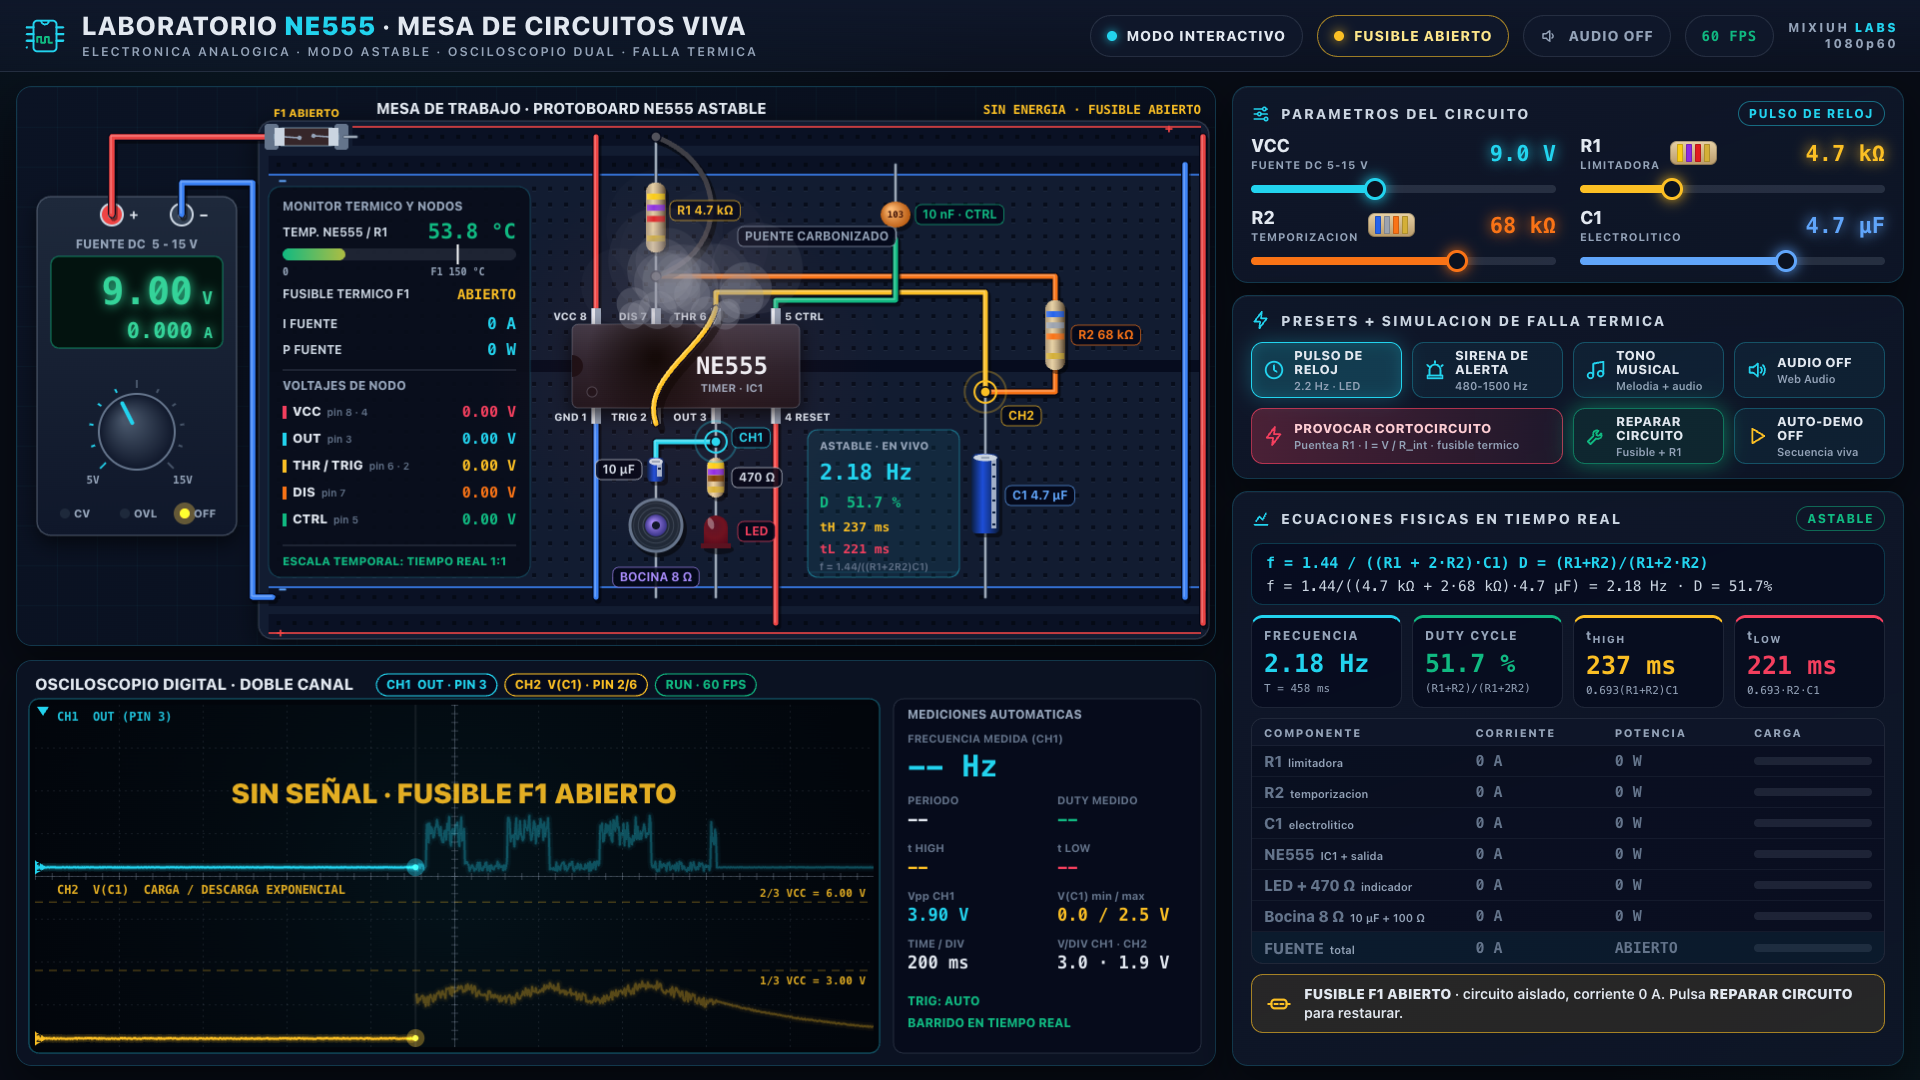 LABORATORIO NE555 · MESA DE CIRCUITOS VIVA
ELECTRONICA ANALOGICA · MODO ASTABLE · OSCILOSCOPIO DUAL · FALLA TERMICA
MODO INTERACTIVO
FUSIBLE ABIERTO
AUDIO OFF
60 FPS
MIXIUH LABS
1080p60
F1 ABIERTO
MESA DE TRABAJO · PROTOBOARD NE555 ASTABLE
SIN ENERGIA · FUSIBLE ABIERTO
+
−
FUENTE DC 5 - 15 V
9.00 V
0.000 A
5V
15V
CV
OVL
OFF
MONITOR TERMICO Y NODOS
TEMP. NE555 / R1
53.8 °C
0
F1 150 °C
FUSIBLE TERMICO F1
ABIERTO
I FUENTE
0 A
P FUENTE
0 W
VOLTAJES DE NODO
VCC pin 8 · 4
0.00 V
OUT pin 3
0.00 V
THR / TRIG pin 6 · 2
0.00 V
DIS pin 7
0.00 V
CTRL pin 5
0.00 V
ESCALA TEMPORAL: TIEMPO REAL 1:1
R1 4.7 kΩ
PUENTE CARBONIZADO
103
10 nF · CTRL
VCC 8
DIS 7
THR 6
5 CTRL
NE555
TIMER · IC1
GND 1
TRIG 2
OUT 3
4 RESET
R2 68 kΩ
CH2
CH1
10 µF
470 Ω
LED
BOCINA 8 Ω
C1 4.7 µF
ASTABLE · EN VIVO
2.18 Hz
D 51.7 %
tH 237 ms
tL 221 ms
f = 1.44/((R1+2R2)C1)
OSCILOSCOPIO DIGITAL · DOBLE CANAL
CH1 OUT · PIN 3
CH2 V(C1) · PIN 2/6
RUN · 60 FPS
CH1 OUT (PIN 3)
SIN SEÑAL · FUSIBLE F1 ABIERTO
CH2 V(C1) CARGA / DESCARGA EXPONENCIAL
2/3 VCC = 6.00 V
1/3 VCC = 3.00 V
MEDICIONES AUTOMATICAS
FRECUENCIA MEDIDA (CH1)
-- Hz
PERIODO
--
DUTY MEDIDO
--
t HIGH
--
t LOW
--
Vpp CH1
3.90 V
V(C1) min / max
0.0 / 2.5 V
TIME / DIV
200 ms
V/DIV CH1 · CH2
3.0 · 1.9 V
TRIG: AUTO
BARRIDO EN TIEMPO REAL
PARAMETROS DEL CIRCUITO
PULSO DE RELOJ
VCC
FUENTE DC 5-15 V
9.0 V
R1
LIMITADORA
4.7 kΩ
R2
TEMPORIZACION
68 kΩ
C1
ELECTROLITICO
4.7 µF
PRESETS + SIMULACION DE FALLA TERMICA
PULSO DE RELOJ
2.2 Hz · LED
SIRENA DE ALERTA
480-1500 Hz
TONO MUSICAL
Melodia + audio
AUDIO OFF
Web Audio
PROVOCAR CORTOCIRCUITO
Puentea R1 · I = V / R_int · fusible termico
REPARAR CIRCUITO
Fusible + R1
AUTO-DEMO OFF
Secuencia viva
ECUACIONES FISICAS EN TIEMPO REAL
ASTABLE
f = 1.44 / ((R1 + 2·R2)·C1) D = (R1+R2)/(R1+2·R2)
f = 1.44/((4.7 kΩ + 2·68 kΩ)·4.7 µF) = 2.18 Hz · D = 51.7%
FRECUENCIA
2.18 Hz
T = 458 ms
DUTY CYCLE
51.7 %
(R1+R2)/(R1+2R2)
tHIGH
237 ms
0.693(R1+R2)C1
tLOW
221 ms
0.693·R2·C1
COMPONENTE CORRIENTE POTENCIA CARGA
R1 limitadora 0 A 0 W
R2 temporizacion 0 A 0 W
C1 electrolitico 0 A 0 W
NE555 IC1 + salida 0 A 0 W
LED + 470 Ω indicador 0 A 0 W
Bocina 8 Ω 10 µF + 100 Ω 0 A 0 W
FUENTE total 0 A ABIERTO
FUSIBLE F1 ABIERTO · circuito aislado, corriente 0 A. Pulsa REPARAR CIRCUITO
para restaurar.